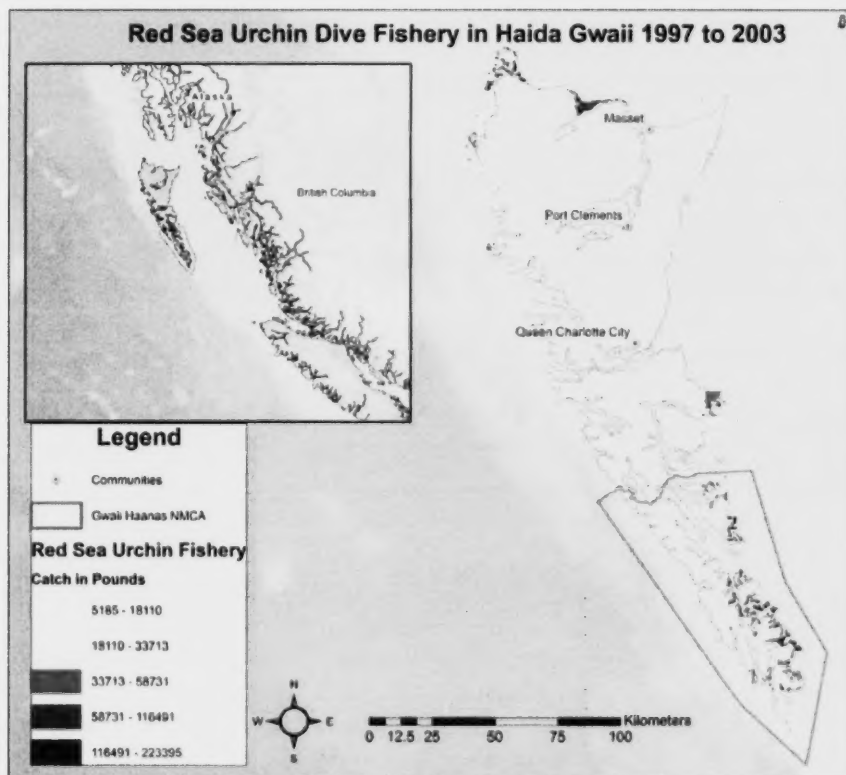 Red Sea Urchin Dive Fishery in Haida Gwaii 1997 to 2003
Alaska
British Columbia
Masset
Port Clements
Queen Charlotte City
Legend
Communities
Gwaii Haanas NMCA
Red Sea Urchin Fishery
Catch in Pounds
5185 - 18110
18110 - 33713
33713 - 58731
58731 - 116491
116491 - 223395
N
W E
S
Kilometers
0 12.5 25 50 75 100